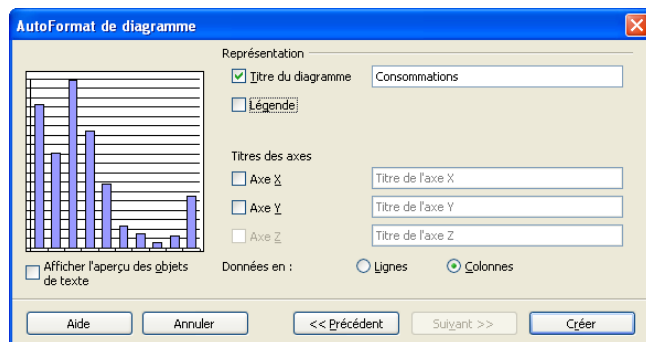 AutoFormat de diagramme
Représentation
Titre du diagramme Consommations
Légende
Titres des axes
Axe X Titre de l'axe X
Axe Y Titre de l'axe Y
Axe Z Titre de l'axe Z
Afficher l'aperçu des objets
de texte
Données en : Lignes Colonnes
Aide Annuler << Précédent Suivant >> Créer